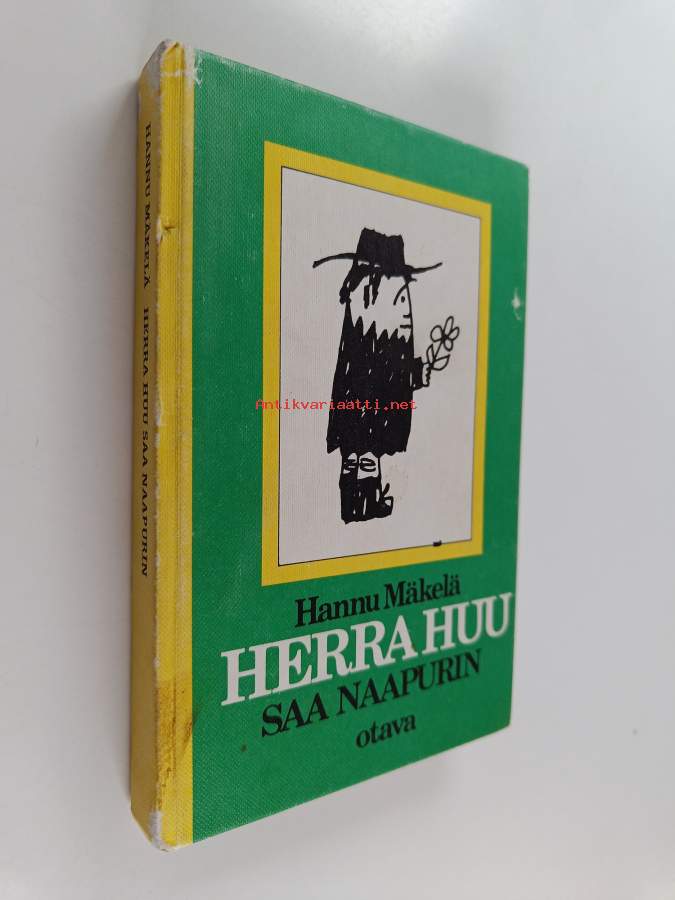 HANNU MÄKELÄ HERRA HUU SAA NAAPURIN
Antikvariaatti.net
Hannu Mäkelä
HERRA HUU
SAA NAAPURIN
otava